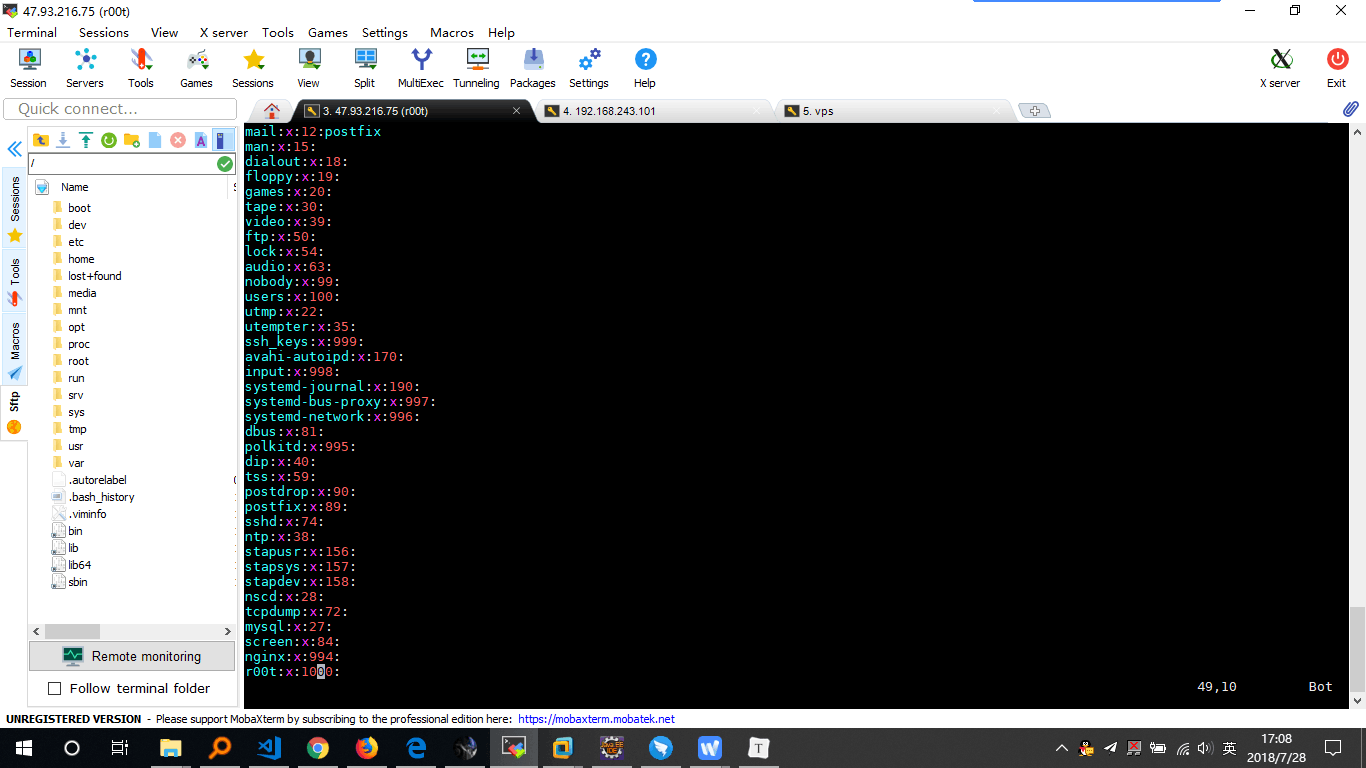 47.93.216.75 (r00t)
Terminal Sessions View X server Tools Games Settings Macros Help
Session Servers Tools Games Sessions View Split MultiExec Tunneling Packages Settings Help X server Exit
Quick connect...
3. 47.93.216.75 (r00t)
4. 192.168.243.101
5. vps
/
Name
boot
dev
etc
home
lost+found
media
mnt
opt
proc
root
run
srv
sys
tmp
usr
var
.autorelabel
.bash_history
.viminfo
bin
lib
lib64
sbin
Sessions
Tools
Macros
Sftp
Remote monitoring
Follow terminal folder
mail:x:12:postfix
man:x:15:
dialout:x:18:
floppy:x:19:
games:x:20:
tape:x:30:
video:x:39:
ftp:x:50:
lock:x:54:
audio:x:63:
nobody:x:99:
users:x:100:
utmp:x:22:
utempter:x:35:
ssh_keys:x:999:
avahi-autoipd:x:170:
input:x:998:
systemd-journal:x:190:
systemd-bus-proxy:x:997:
systemd-network:x:996:
dbus:x:81:
polkitd:x:995:
dip:x:40:
tss:x:59:
postdrop:x:90:
postfix:x:89:
sshd:x:74:
ntp:x:38:
stapusr:x:156:
stapsys:x:157:
stapdev:x:158:
nscd:x:28:
tcpdump:x:72:
mysql:x:27:
screen:x:84:
nginx:x:994:
r00t:x:1000:
49,10 Bot
UNREGISTERED VERSION - Please support MobaXterm by subscribing to the professional edition here: https://mobaxterm.mobatek.net
英
17:08
2018/7/28